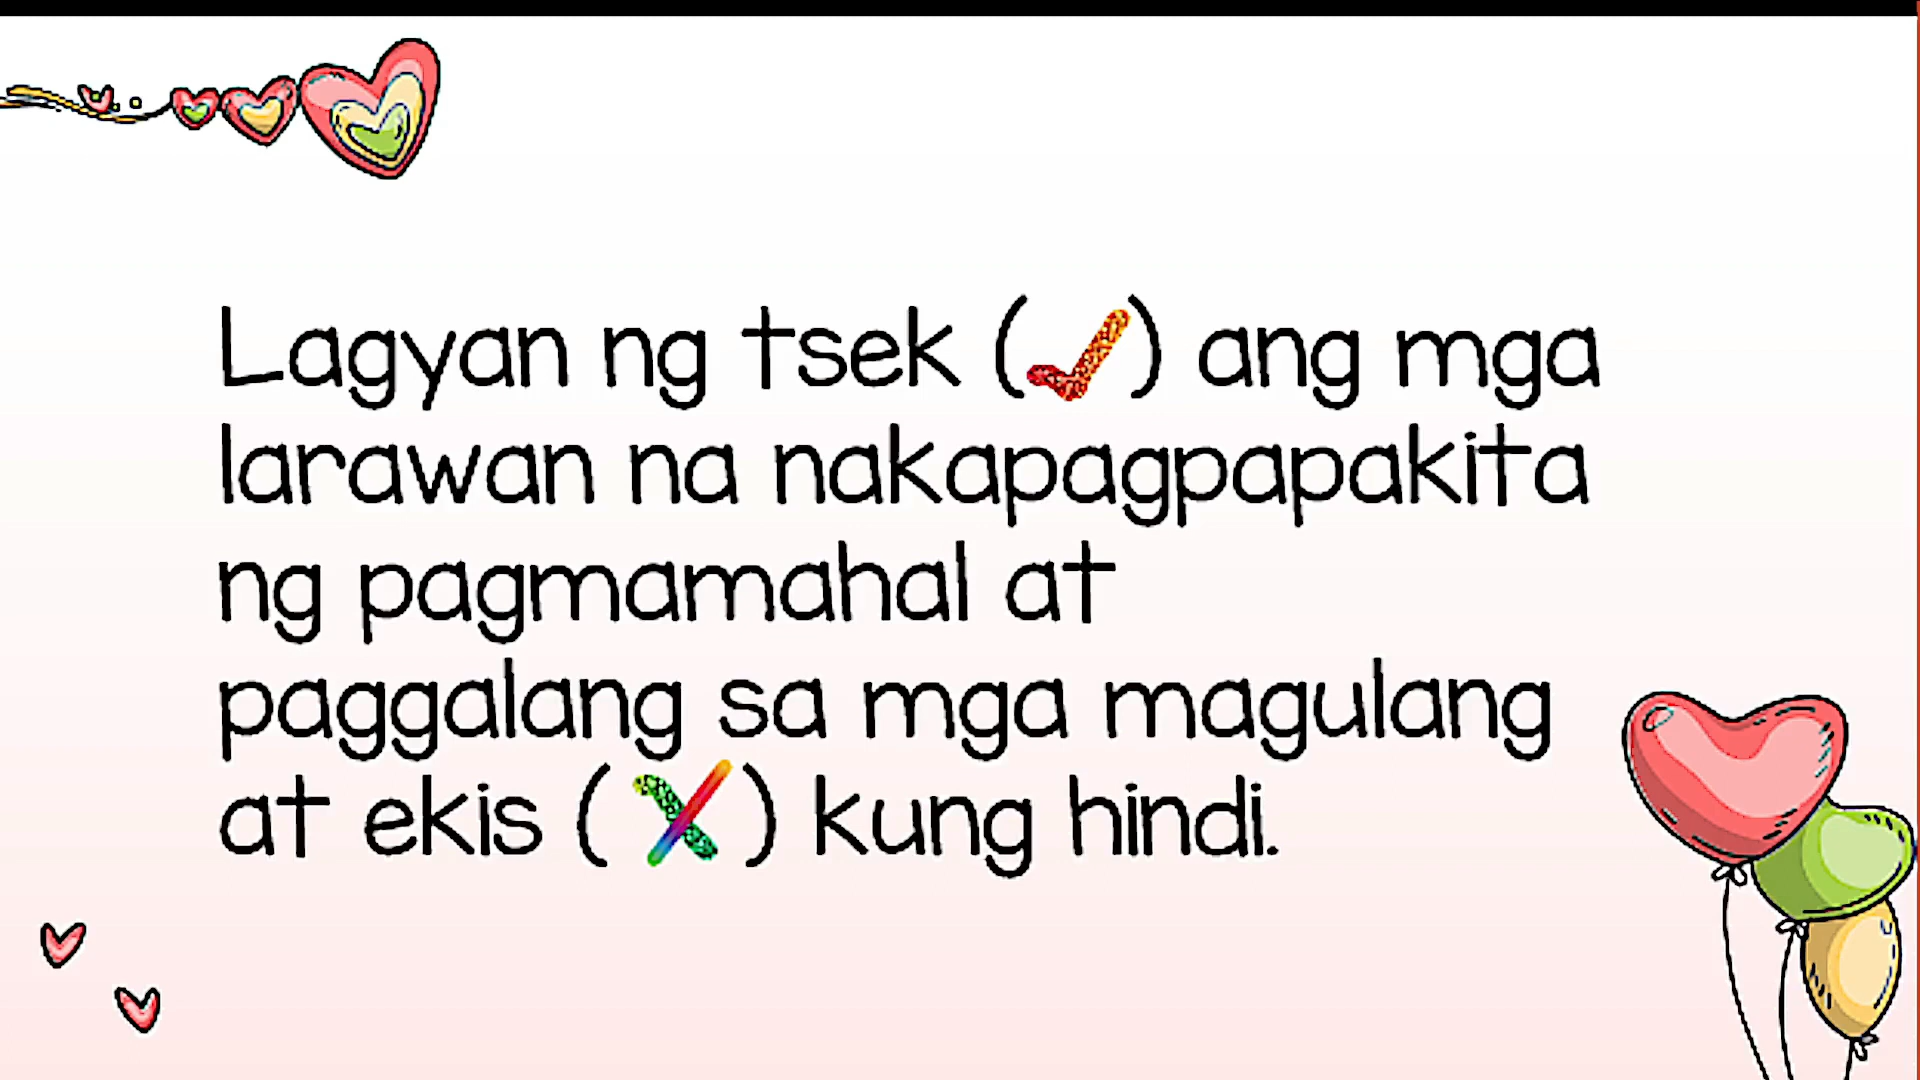 Lagyan ng tsek (✓) ang mga
larawan na nakapagpapakita
ng pagmamahal at
paggalang sa mga magulang
at ekis ( X ) kung hindi.